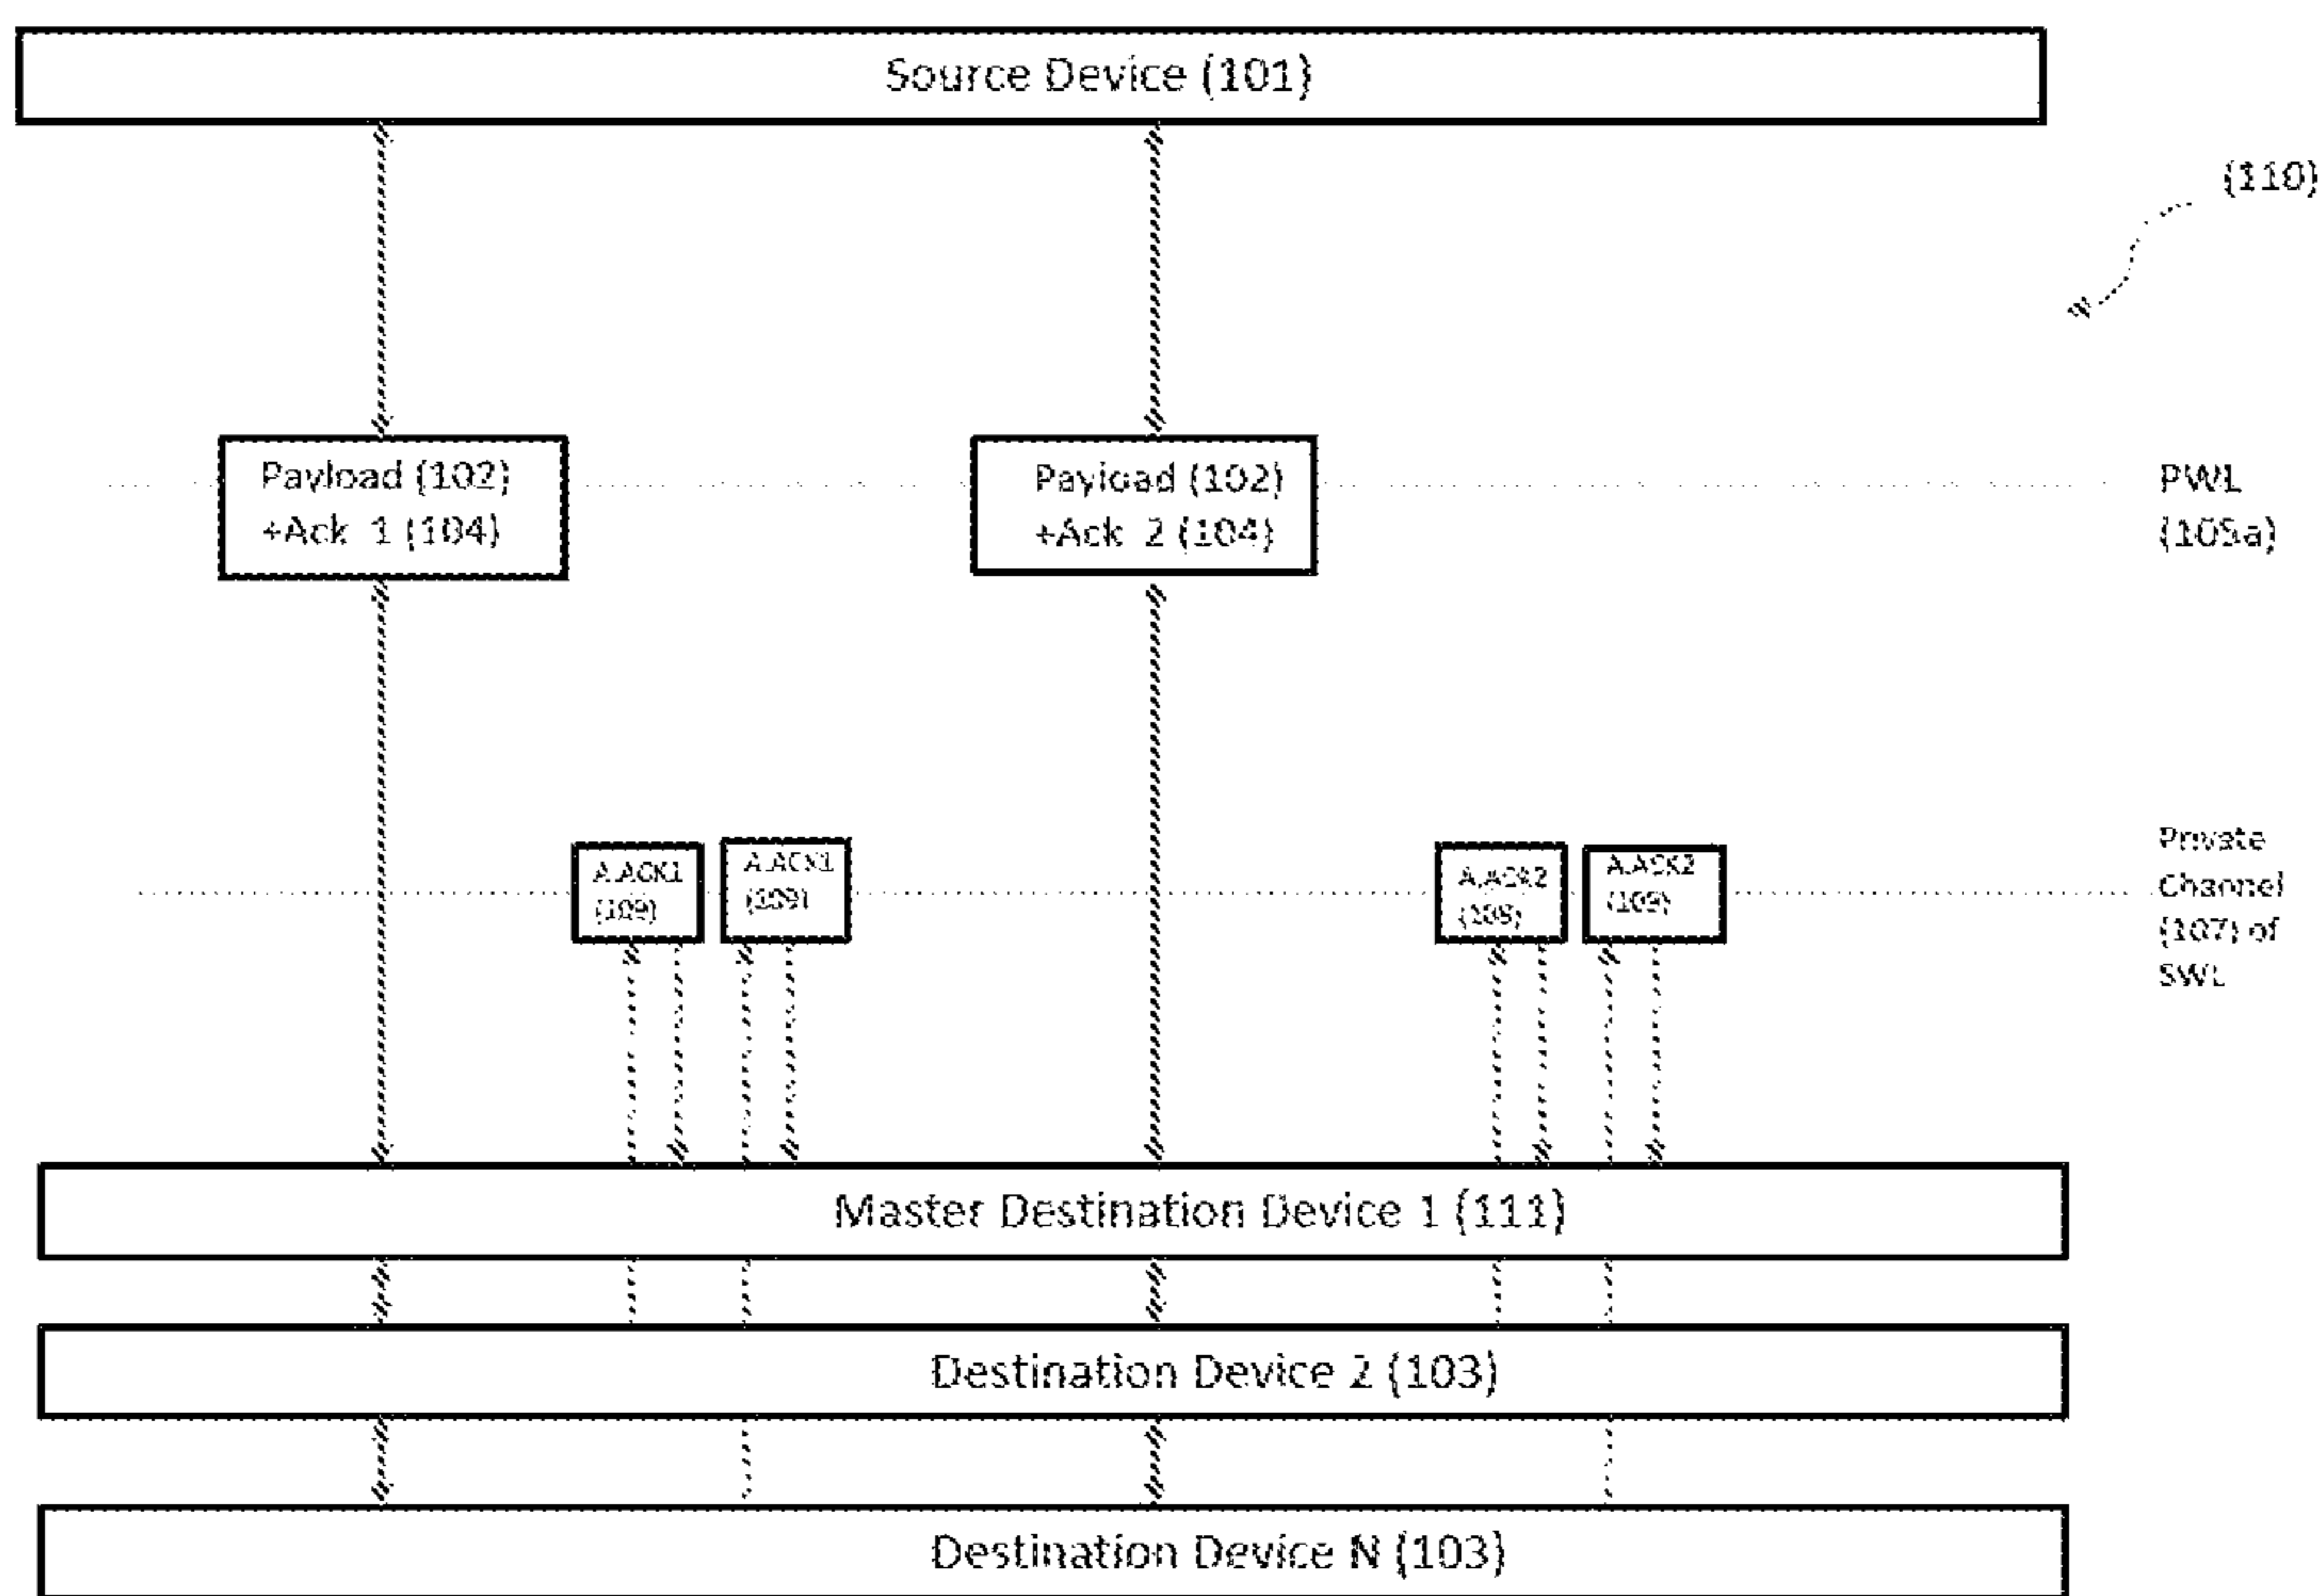 Source Device (101)
(110)
Payload (102)
+Ack 1 (104)
Payload (102)
+Ack 2 (104)
PWL
(105a)
A.ACK1
(109)
A.ACK1
(109)
A.ACK2
A.ACK2
(109)
Private
Channel
(107) of
SWL
Master Destination Device 1 (111)
Destination Device 2 (103)
Destination Device N (103)